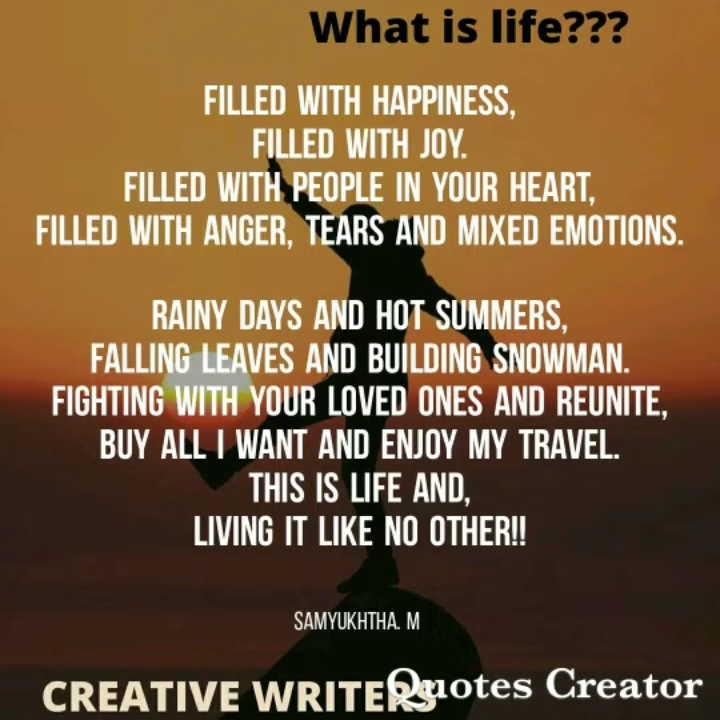 What is life???
FILLED WITH HAPPINESS,
FILLED WITH JOY.
FILLED WITH PEOPLE IN YOUR HEART,
FILLED WITH ANGER, TEARS AND MIXED EMOTIONS.
RAINY DAYS AND HOT SUMMERS,
FALLING LEAVES AND BUILDING SNOWMAN.
FIGHTING WITH YOUR LOVED ONES AND REUNITE,
BUY ALL I WANT AND ENJOY MY TRAVEL.
THIS IS LIFE AND,
LIVING IT LIKE NO OTHER!!
SAMYUKHTHA. M
CREATIVE WRITERS
Quotes Creator